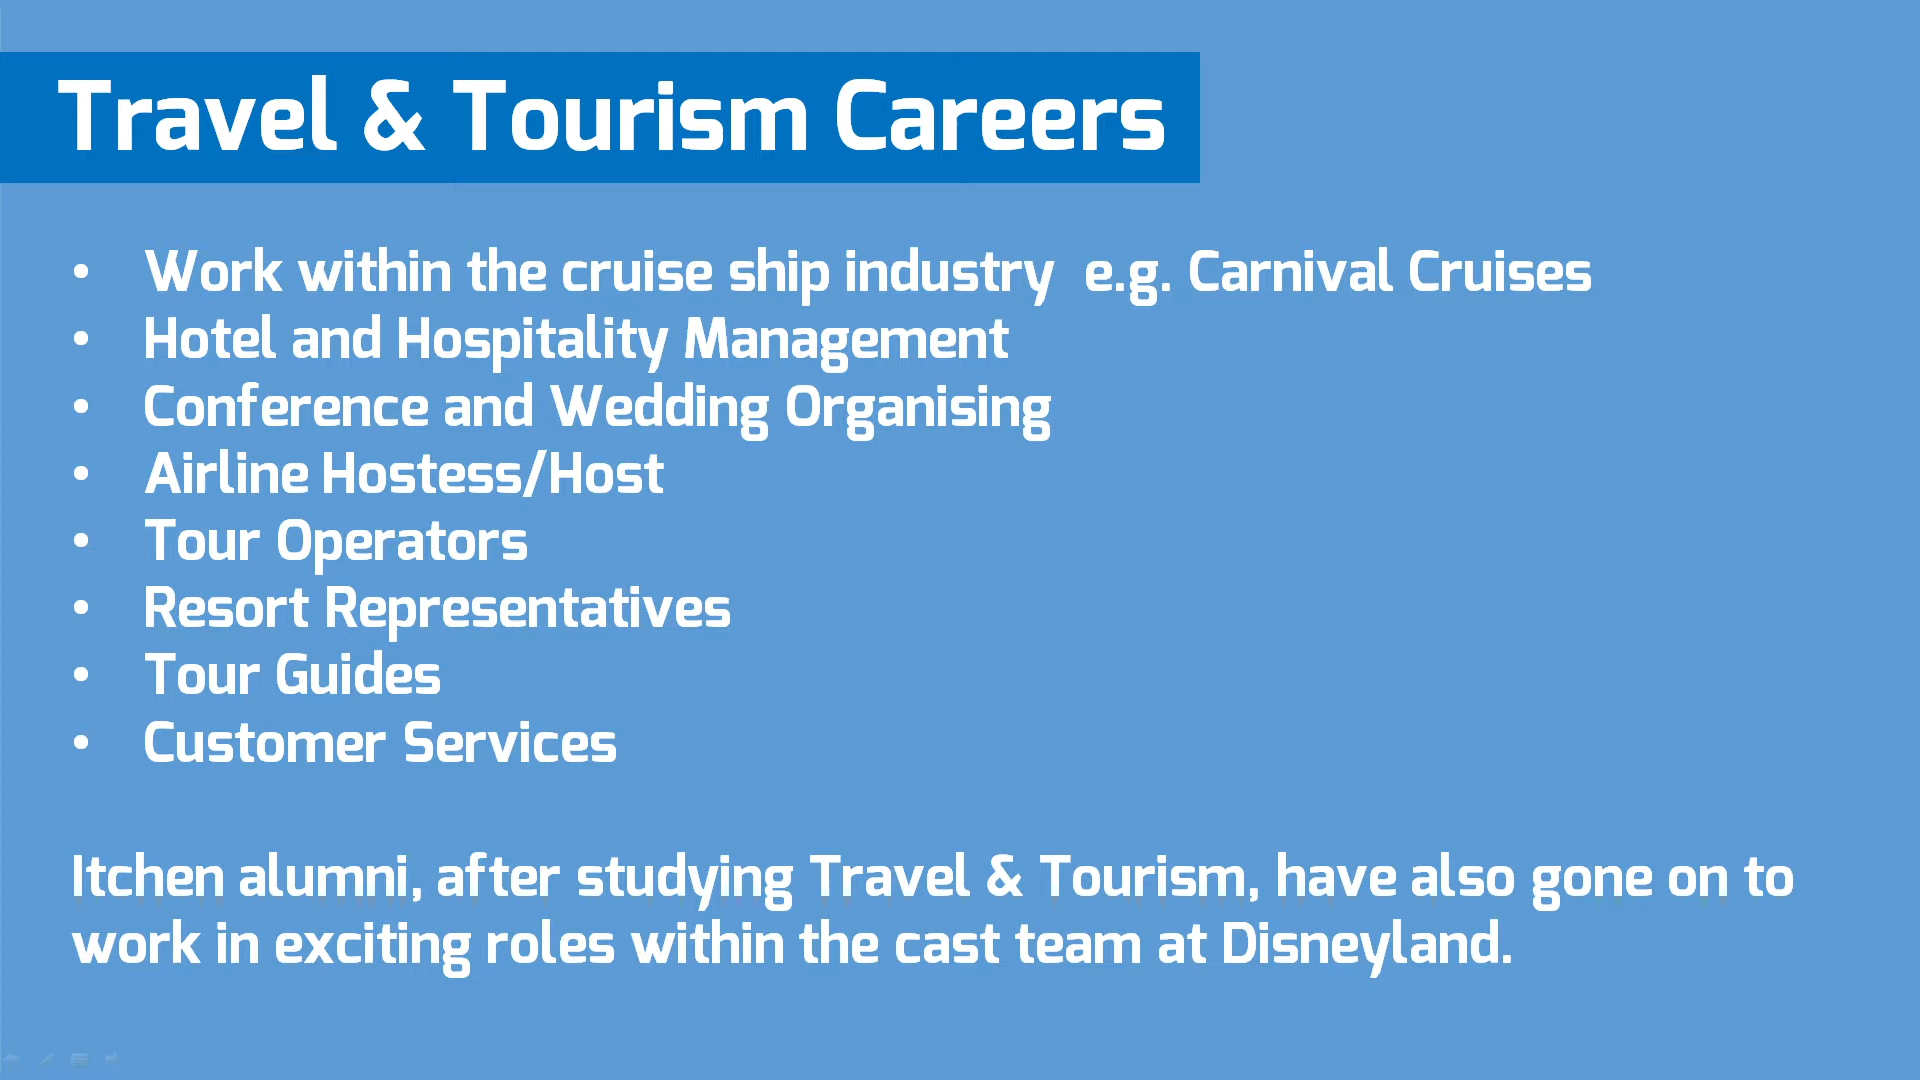 Travel & Tourism Careers
• Work within the cruise ship industry  e.g. Carnival Cruises
• Hotel and Hospitality Management
• Conference and Wedding Organising
• Airline Hostess/Host
• Tour Operators
• Resort Representatives
• Tour Guides
• Customer Services
Itchen alumni, after studying Travel & Tourism, have also gone on to
work in exciting roles within the cast team at Disneyland.